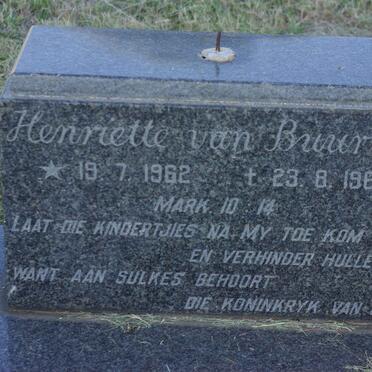 Henriette van Buur
★ 19. 7. 1962 † 23. 8. 196
MARK. 10 14
LAAT DIE KINDERTJIES NA MY TOE KOM
EN VERHINDER HULLE
WANT AAN SULKES BEHOORT
DIE KONINKRYK VAN